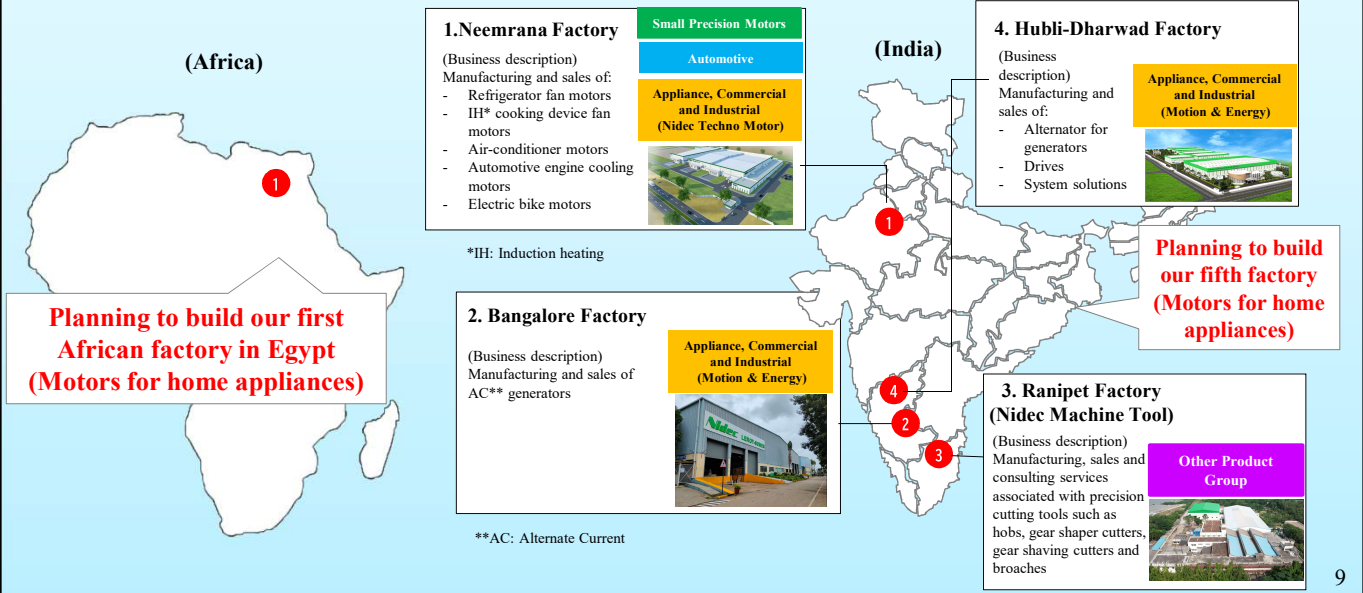 (Africa)
1
Planning to build our first
African factory in Egypt
(Motors for home appliances)
1.Neemrana Factory
Small Precision Motors
Automotive
Appliance, Commercial
and Industrial
(Nidec Techno Motor)
(Business description)
Manufacturing and sales of:
- Refrigerator fan motors
- IH* cooking device fan
motors
- Air-conditioner motors
- Automotive engine cooling
motors
- Electric bike motors
*IH: Induction heating
2. Bangalore Factory
Appliance, Commercial
and Industrial
(Motion & Energy)
(Business description)
Manufacturing and sales of
AC** generators
Nidec LEROY-SOMER
**AC: Alternate Current
(India)
1
4
2
3
4. Hubli-Dharwad Factory
(Business
description)
Manufacturing and
sales of:
- Alternator for
generators
- Drives
- System solutions
Appliance, Commercial
and Industrial
(Motion & Energy)
Planning to build
our fifth factory
(Motors for home
appliances)
3. Ranipet Factory
(Nidec Machine Tool)
(Business description)
Manufacturing, sales and
consulting services
associated with precision
cutting tools such as
hobs, gear shaper cutters,
gear shaving cutters and
broaches
Other Product
Group
9